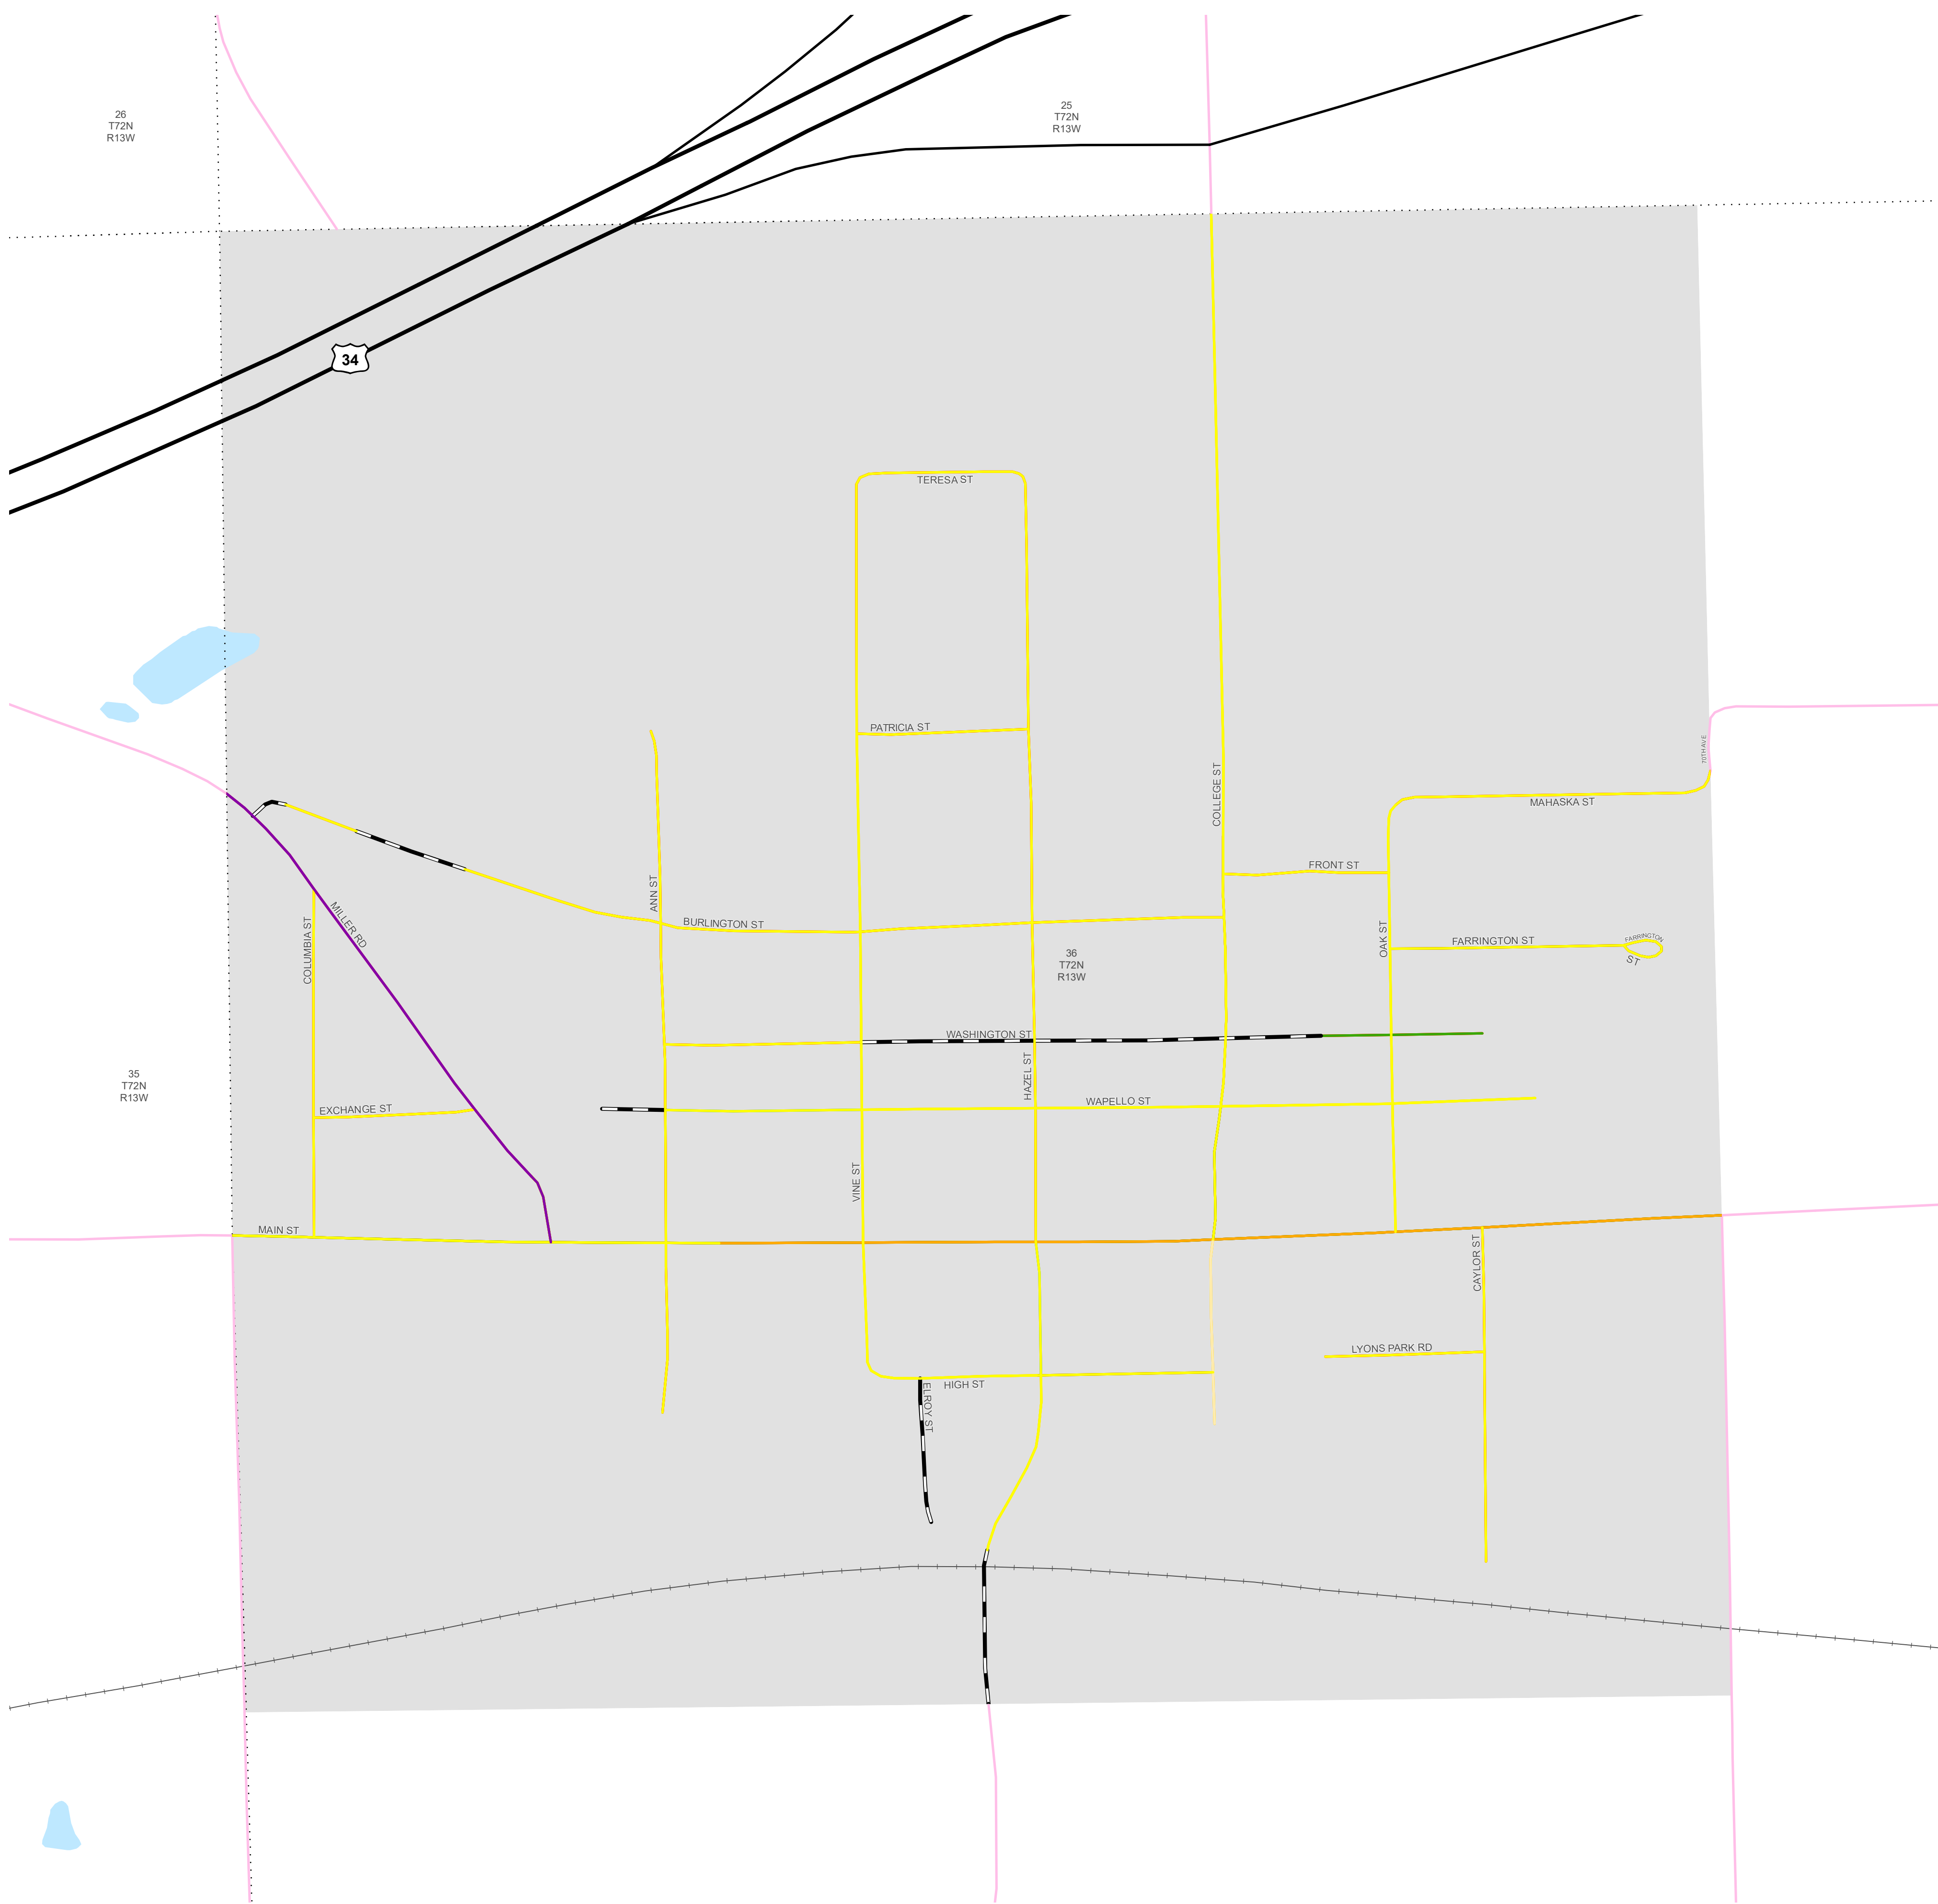 25
T72N
R13W
26
T72N
R13W
34
TERESA ST
PATRICIA ST
70TH AVE
COLLEGE ST
MAHASKA ST
FRONT ST
ANN ST
BURLINGTON ST
MILLER RD
COLUMBIA ST
OAK ST
FARRINGTON ST
FARRINGTON
ST
36
T72N
R13W
WASHINGTON ST
HAZEL ST
35
T72N
R13W
EXCHANGE ST
WAPELLO ST
VINE ST
MAIN ST
CAYLOR ST
LYONS PARK RD
HIGH ST
ELROY ST